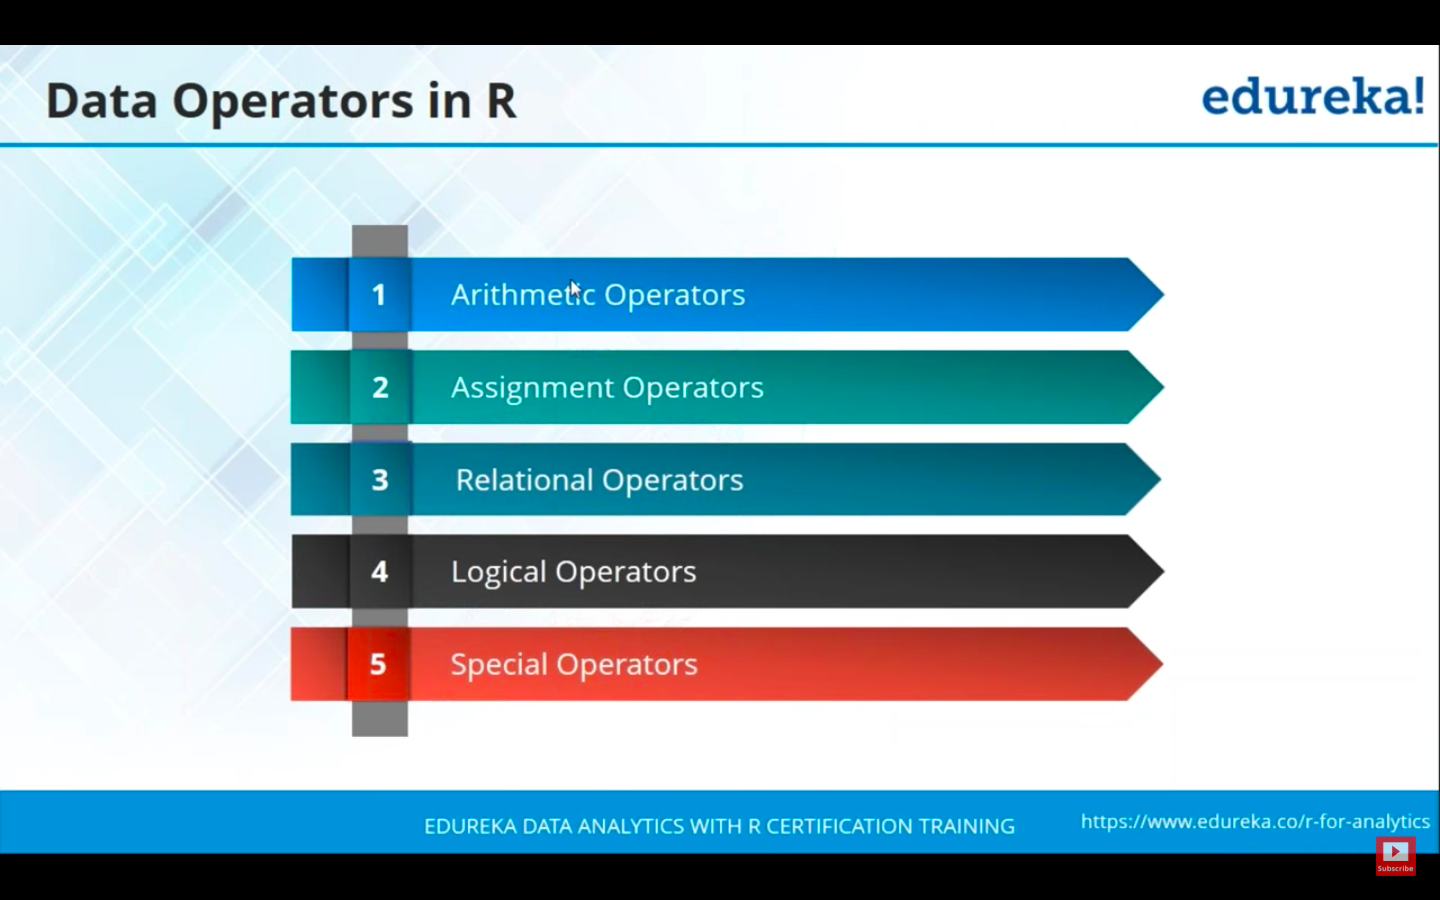 Data Operators in R
edureka!
1 Arithmetic Operators
2 Assignment Operators
3 Relational Operators
4 Logical Operators
5 Special Operators
EDUREKA DATA ANALYTICS WITH R CERTIFICATION TRAINING
https://www.edureka.co/r-for-analytics
Subscribe